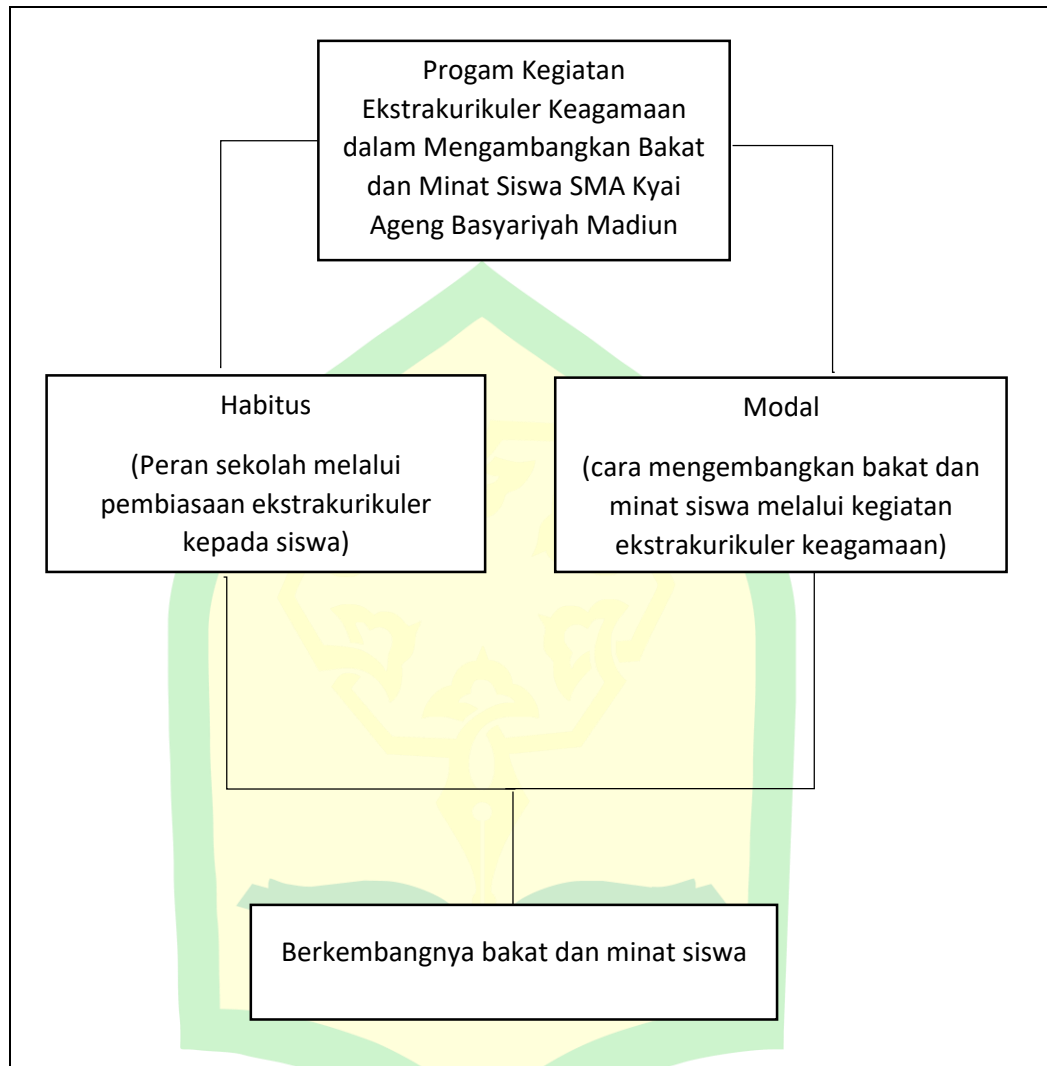 Progam Kegiatan
Ekstrakurikuler Keagamaan
dalam Mengambangkan Bakat
dan Minat Siswa SMA Kyai
Ageng Basyariyah Madiun
Habitus
(Peran sekolah melalui
pembiasaan ekstrakurikuler
kepada siswa)
Modal
(cara mengembangkan bakat dan
minat siswa melalui kegiatan
ekstrakurikuler keagamaan)
Berkembangnya bakat dan minat siswa